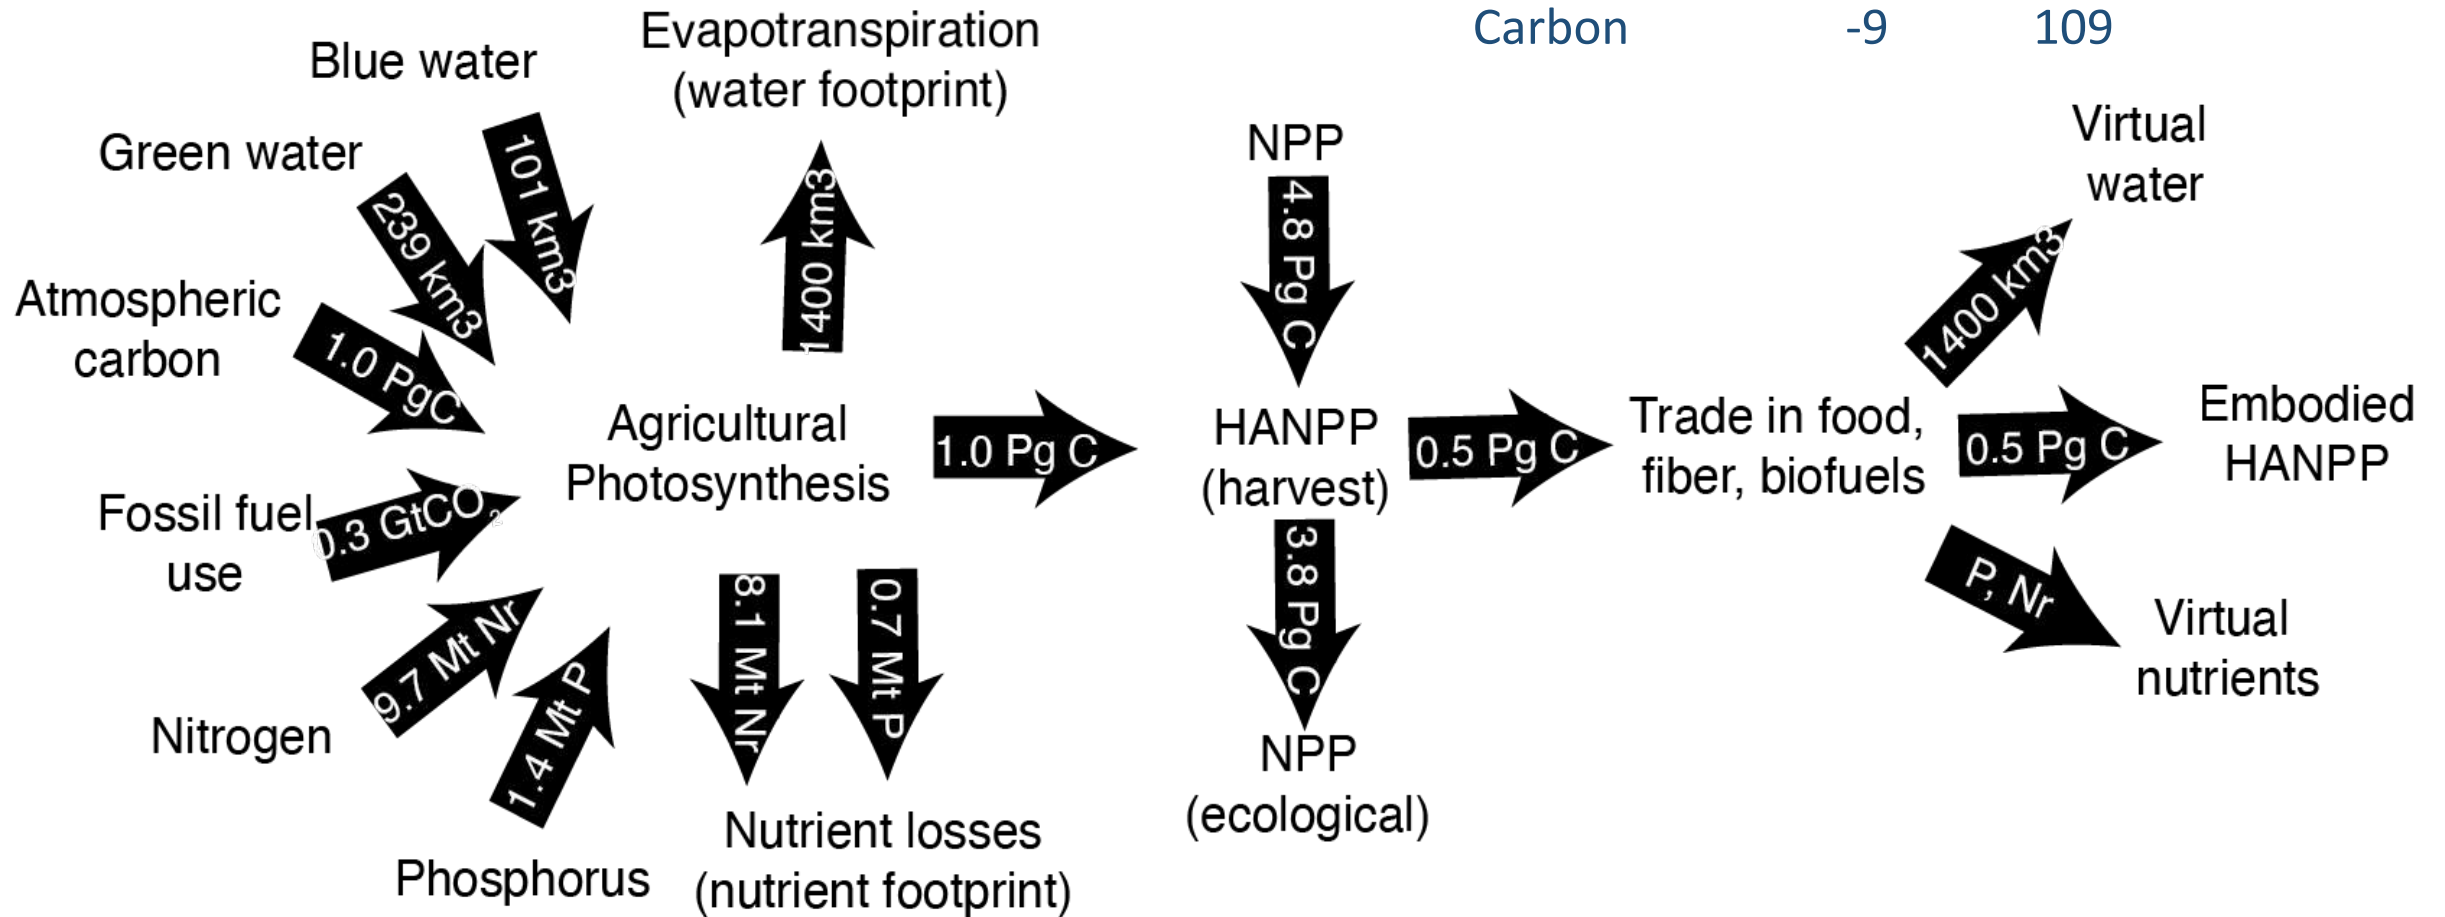 Carbon -9 109
Blue water
Evapotranspiration
(water footprint)
Green water
101 km3
239 km3
1400 km3
Atmospheric
carbon
1.0 PgC
Fossil fuel
use
0.3 GtCO₂
Nitrogen
9.7 Mt Nr
Phosphorus
1.4 Mt P
Agricultural
Photosynthesis
8.1 Mt Nr
0.7 Mt P
Nutrient losses
(nutrient footprint)
1.0 Pg C
NPP
4.8 Pg C
HANPP
(harvest)
3.8 Pg C
NPP
(ecological)
0.5 Pg C
Trade in food,
fiber, biofuels
1400 km3
Virtual
water
0.5 Pg C
Embodied
HANPP
P, Nr
Virtual
nutrients